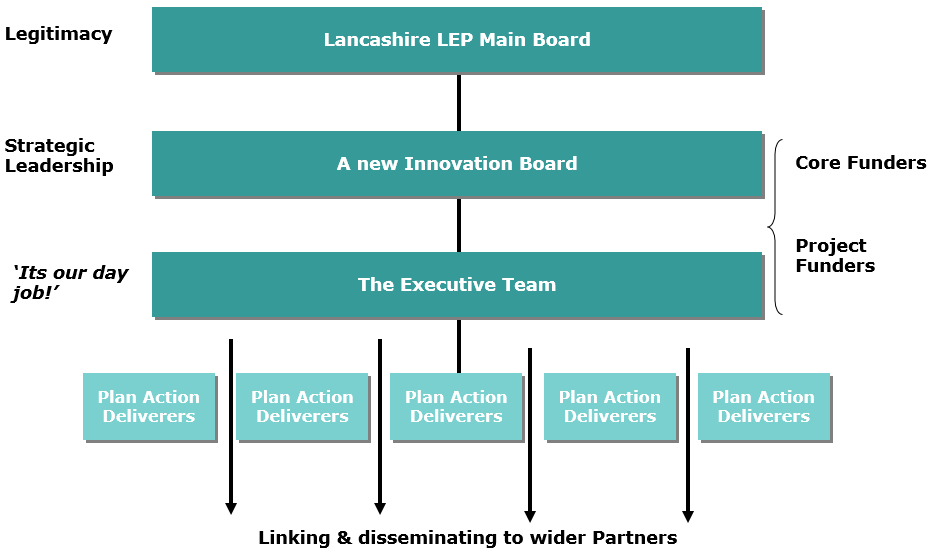 Legitimacy
Lancashire LEP Main Board
Strategic
Leadership
A new Innovation Board
Core Funders
Project
Funders
‘Its our day
job!’
The Executive Team
Plan Action
Deliverers
Plan Action
Deliverers
Plan Action
Deliverers
Plan Action
Deliverers
Plan Action
Deliverers
Linking & disseminating to wider Partners